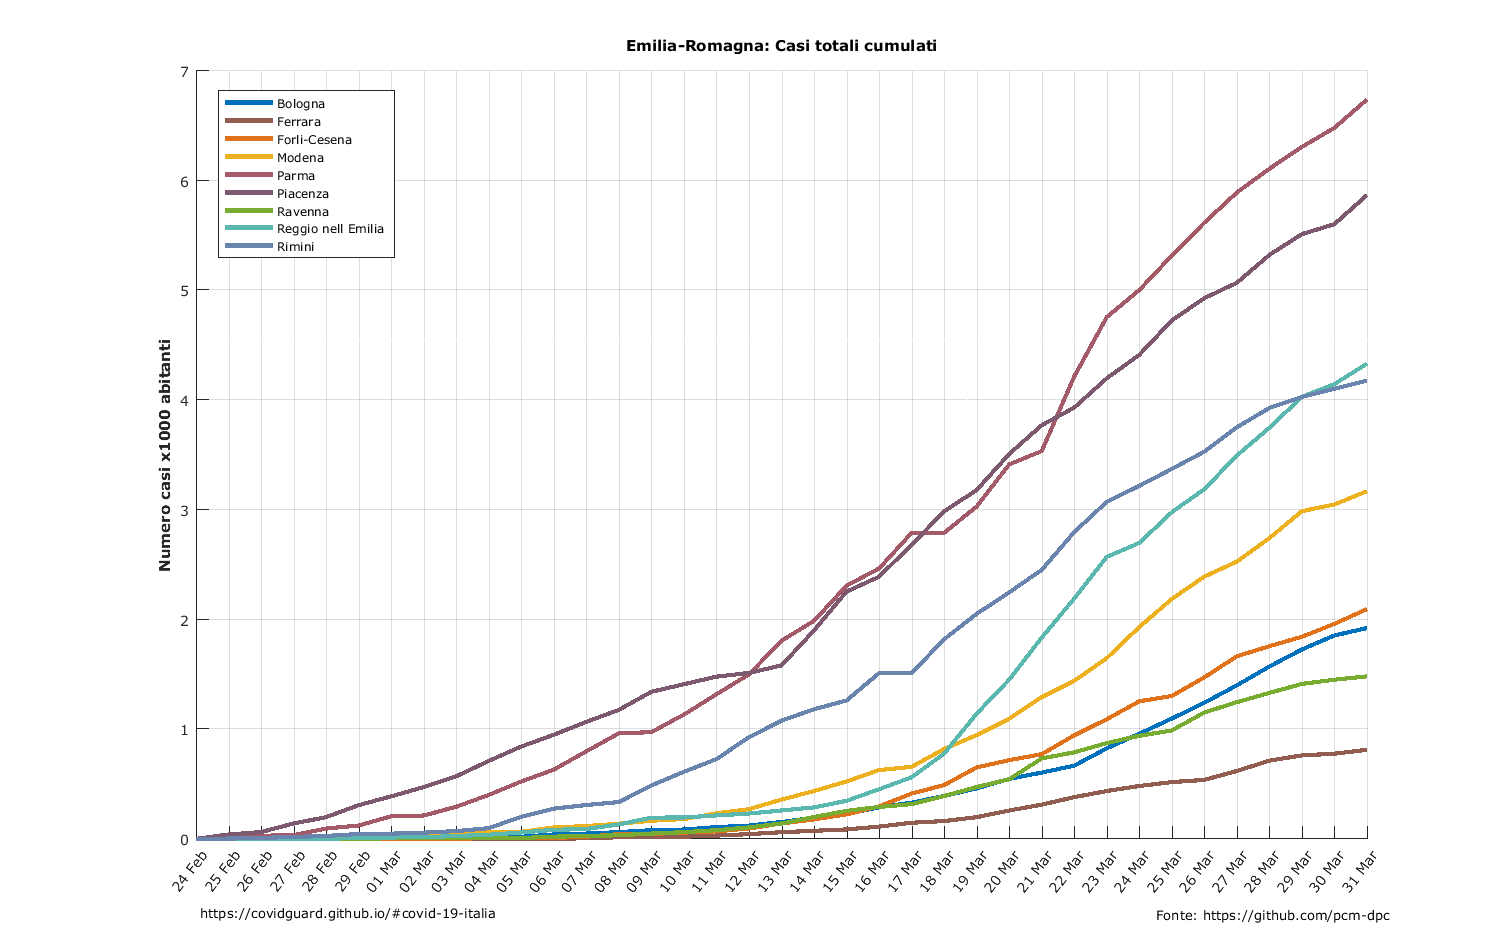 Emilia-Romagna: Casi totali cumulati
7
6
5
4
3
2
1
0
Numero casi x1000 abitanti
Bologna
Ferrara
Forlì-Cesena
Modena
Parma
Piacenza
Ravenna
Reggio nell Emilia
Rimini
24 Feb
25 Feb
26 Feb
27 Feb
28 Feb
29 Feb
01 Mar
02 Mar
03 Mar
04 Mar
05 Mar
06 Mar
07 Mar
08 Mar
09 Mar
10 Mar
11 Mar
12 Mar
13 Mar
14 Mar
15 Mar
16 Mar
17 Mar
18 Mar
19 Mar
20 Mar
21 Mar
22 Mar
23 Mar
24 Mar
25 Mar
26 Mar
27 Mar
28 Mar
29 Mar
30 Mar
31 Mar
https://covidguard.github.io/#covid-19-italia
Fonte: https://github.com/pcm-dpc